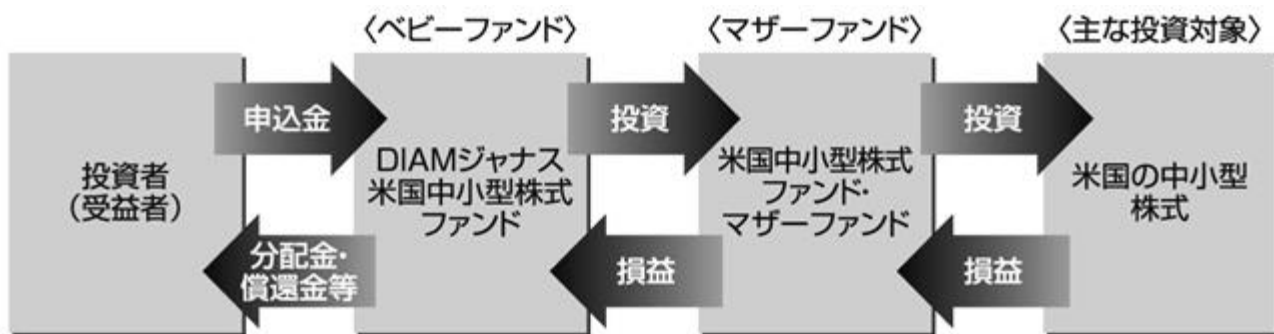 〈ベビーファンド〉
〈マザーファンド〉
〈主な投資対象〉
投資者
（受益者）
申込金
分配金・
償還金等
DIAMジャナス
米国中小型株式
ファンド
投資
損益
米国中小型株式
ファンド・
マザーファンド
投資
損益
米国の中小型
株式